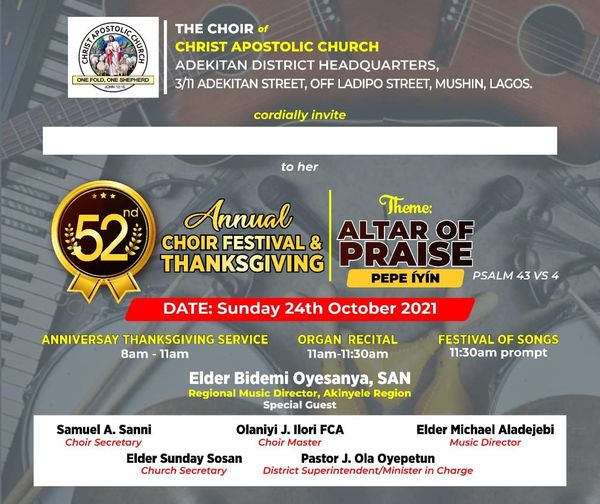 CHRIST APOSTOLIC CHURCH
ONE FOLD, ONE SHEPHERD
JOHN 10:16
THE CHOIR of
CHRIST APOSTOLIC CHURCH
ADEKITAN DISTRICT HEADQUARTERS,
3/11 ADEKITAN STREET, OFF LADIPO STREET, MUSHIN, LAGOS.
cordially invite
to her
52nd
Annual
CHOIR FESTIVAL &
THANKSGIVING
Theme:
ALTAR OF
PRAISE
PEPE ÍYÍN
PSALM 43 VS 4
DATE: Sunday 24th October 2021
ANNIVERSAY THANKSGIVING SERVICE
8am - 11am
ORGAN RECITAL
11am-11:30am
FESTIVAL OF SONGS
11:30am prompt
Elder Bidemi Oyesanya, SAN
Regional Music Director, Akinyele Region
Special Guest
Samuel A. Sanni
Choir Secretary
Olaniyi J. Ilori FCA
Choir Master
Elder Michael Aladejebi
Music Director
Elder Sunday Sosan
Church Secretary
Pastor J. Ola Oyepetun
District Superintendent/Minister in Charge